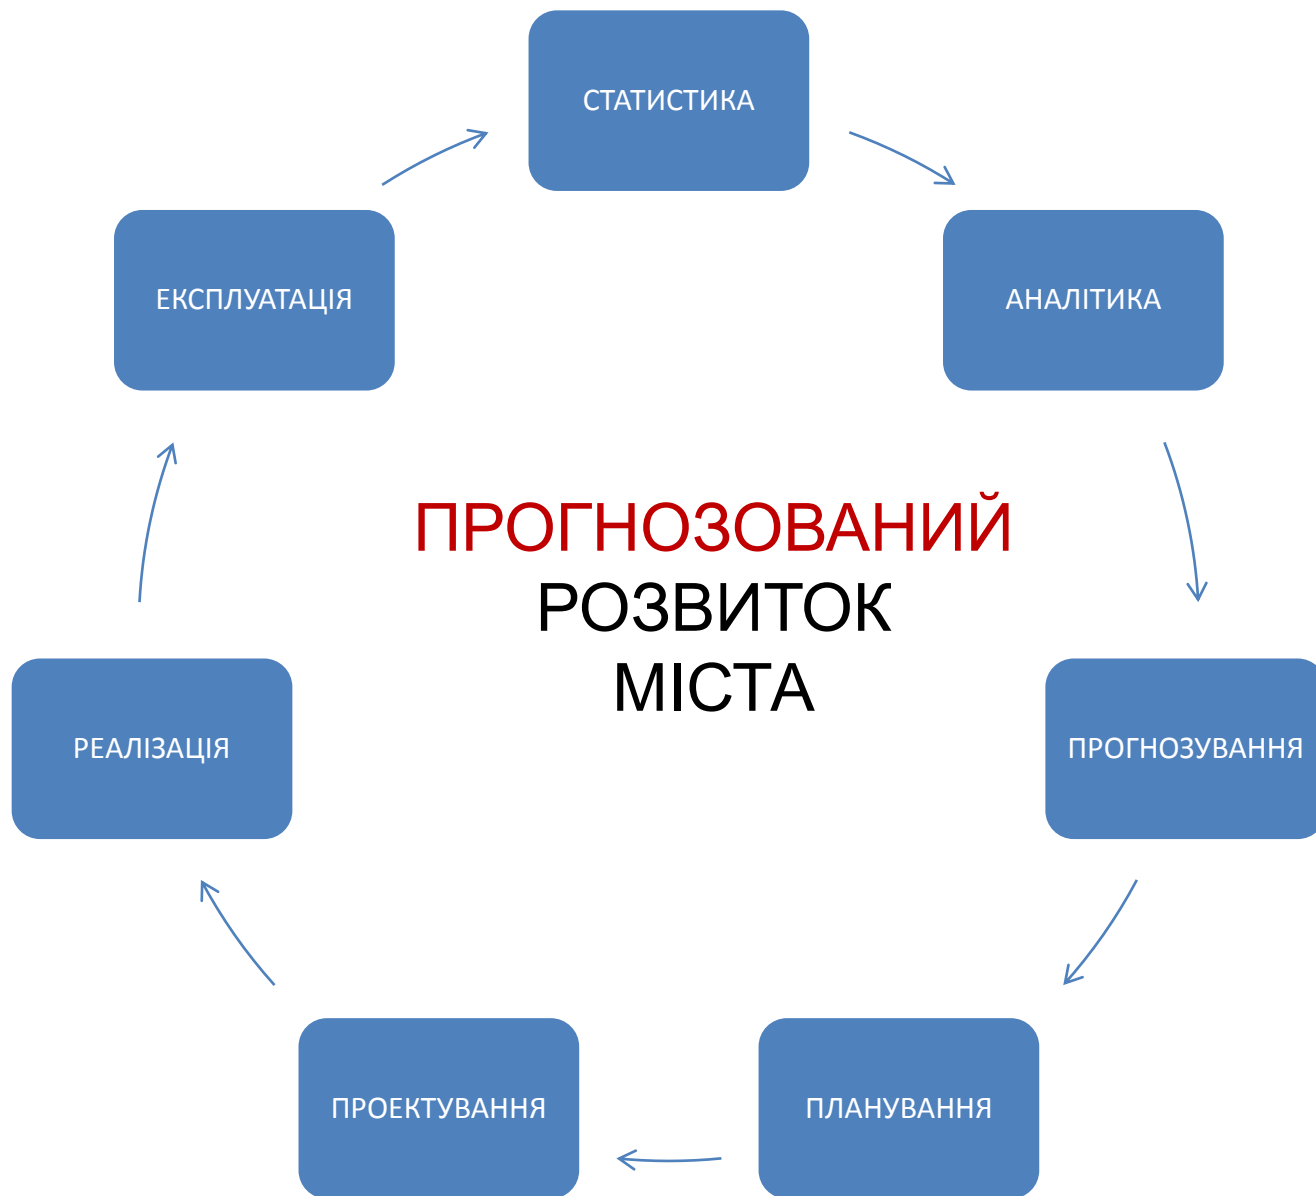 СТАТИСТИКА
АНАЛІТИКА
ПРОГНОЗУВАННЯ
ПЛАНУВАННЯ
ПРОЕКТУВАННЯ
РЕАЛІЗАЦІЯ
ЕКСПЛУАТАЦІЯ
ПРОГНОЗОВАНИЙ
РОЗВИТОК
МІСТА